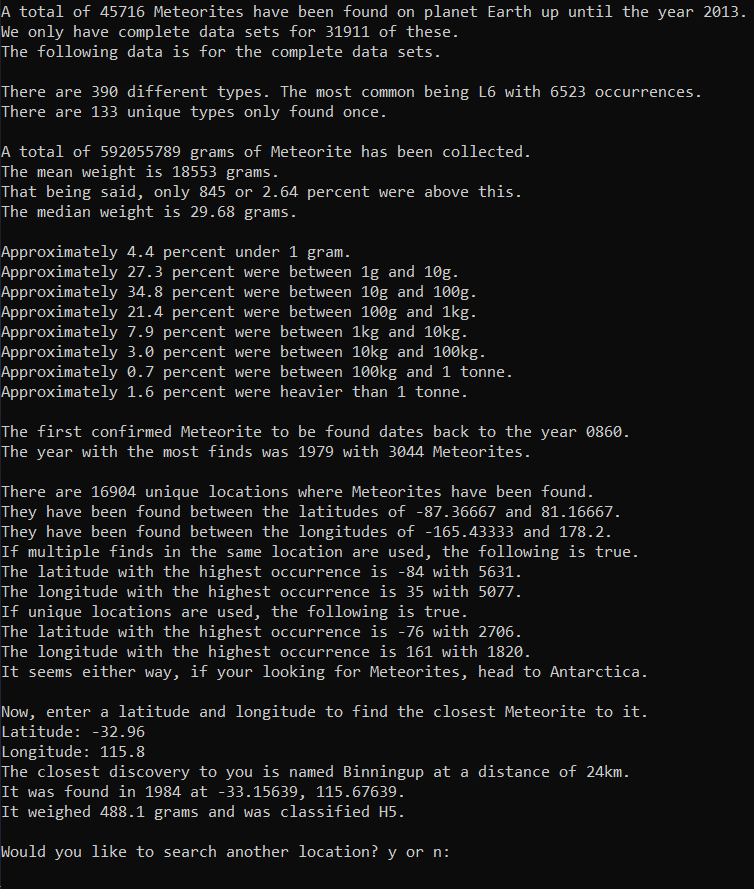 A total of 45716 Meteorites have been found on planet Earth up until the year 2013.
We only have complete data sets for 31911 of these.
The following data is for the complete data sets.
There are 390 different types. The most common being L6 with 6523 occurrences.
There are 133 unique types only found once.
A total of 592055789 grams of Meteorite has been collected.
The mean weight is 18553 grams.
That being said, only 845 or 2.64 percent were above this.
The median weight is 29.68 grams.
Approximately 4.4 percent under 1 gram.
Approximately 27.3 percent were between 1g and 10g.
Approximately 34.8 percent were between 10g and 100g.
Approximately 21.4 percent were between 100g and 1kg.
Approximately 7.9 percent were between 1kg and 10kg.
Approximately 3.0 percent were between 10kg and 100kg.
Approximately 0.7 percent were between 100kg and 1 tonne.
Approximately 1.6 percent were heavier than 1 tonne.
The first confirmed Meteorite to be found dates back to the year 0860.
The year with the most finds was 1979 with 3044 Meteorites.
There are 16904 unique locations where Meteorites have been found.
They have been found between the latitudes of -87.36667 and 81.16667.
They have been found between the longitudes of -165.43333 and 178.2.
If multiple finds in the same location are used, the following is true.
The latitude with the highest occurrence is -84 with 5631.
The longitude with the highest occurrence is 35 with 5077.
If unique locations are used, the following is true.
The latitude with the highest occurrence is -76 with 2706.
The longitude with the highest occurrence is 161 with 1820.
It seems either way, if your looking for Meteorites, head to Antarctica.
Now, enter a latitude and longitude to find the closest Meteorite to it.
Latitude: -32.96
Longitude: 115.8
The closest discovery to you is named Binningup at a distance of 24km.
It was found in 1984 at -33.15639, 115.67639.
It weighed 488.1 grams and was classified H5.
Would you like to search another location? y or n: